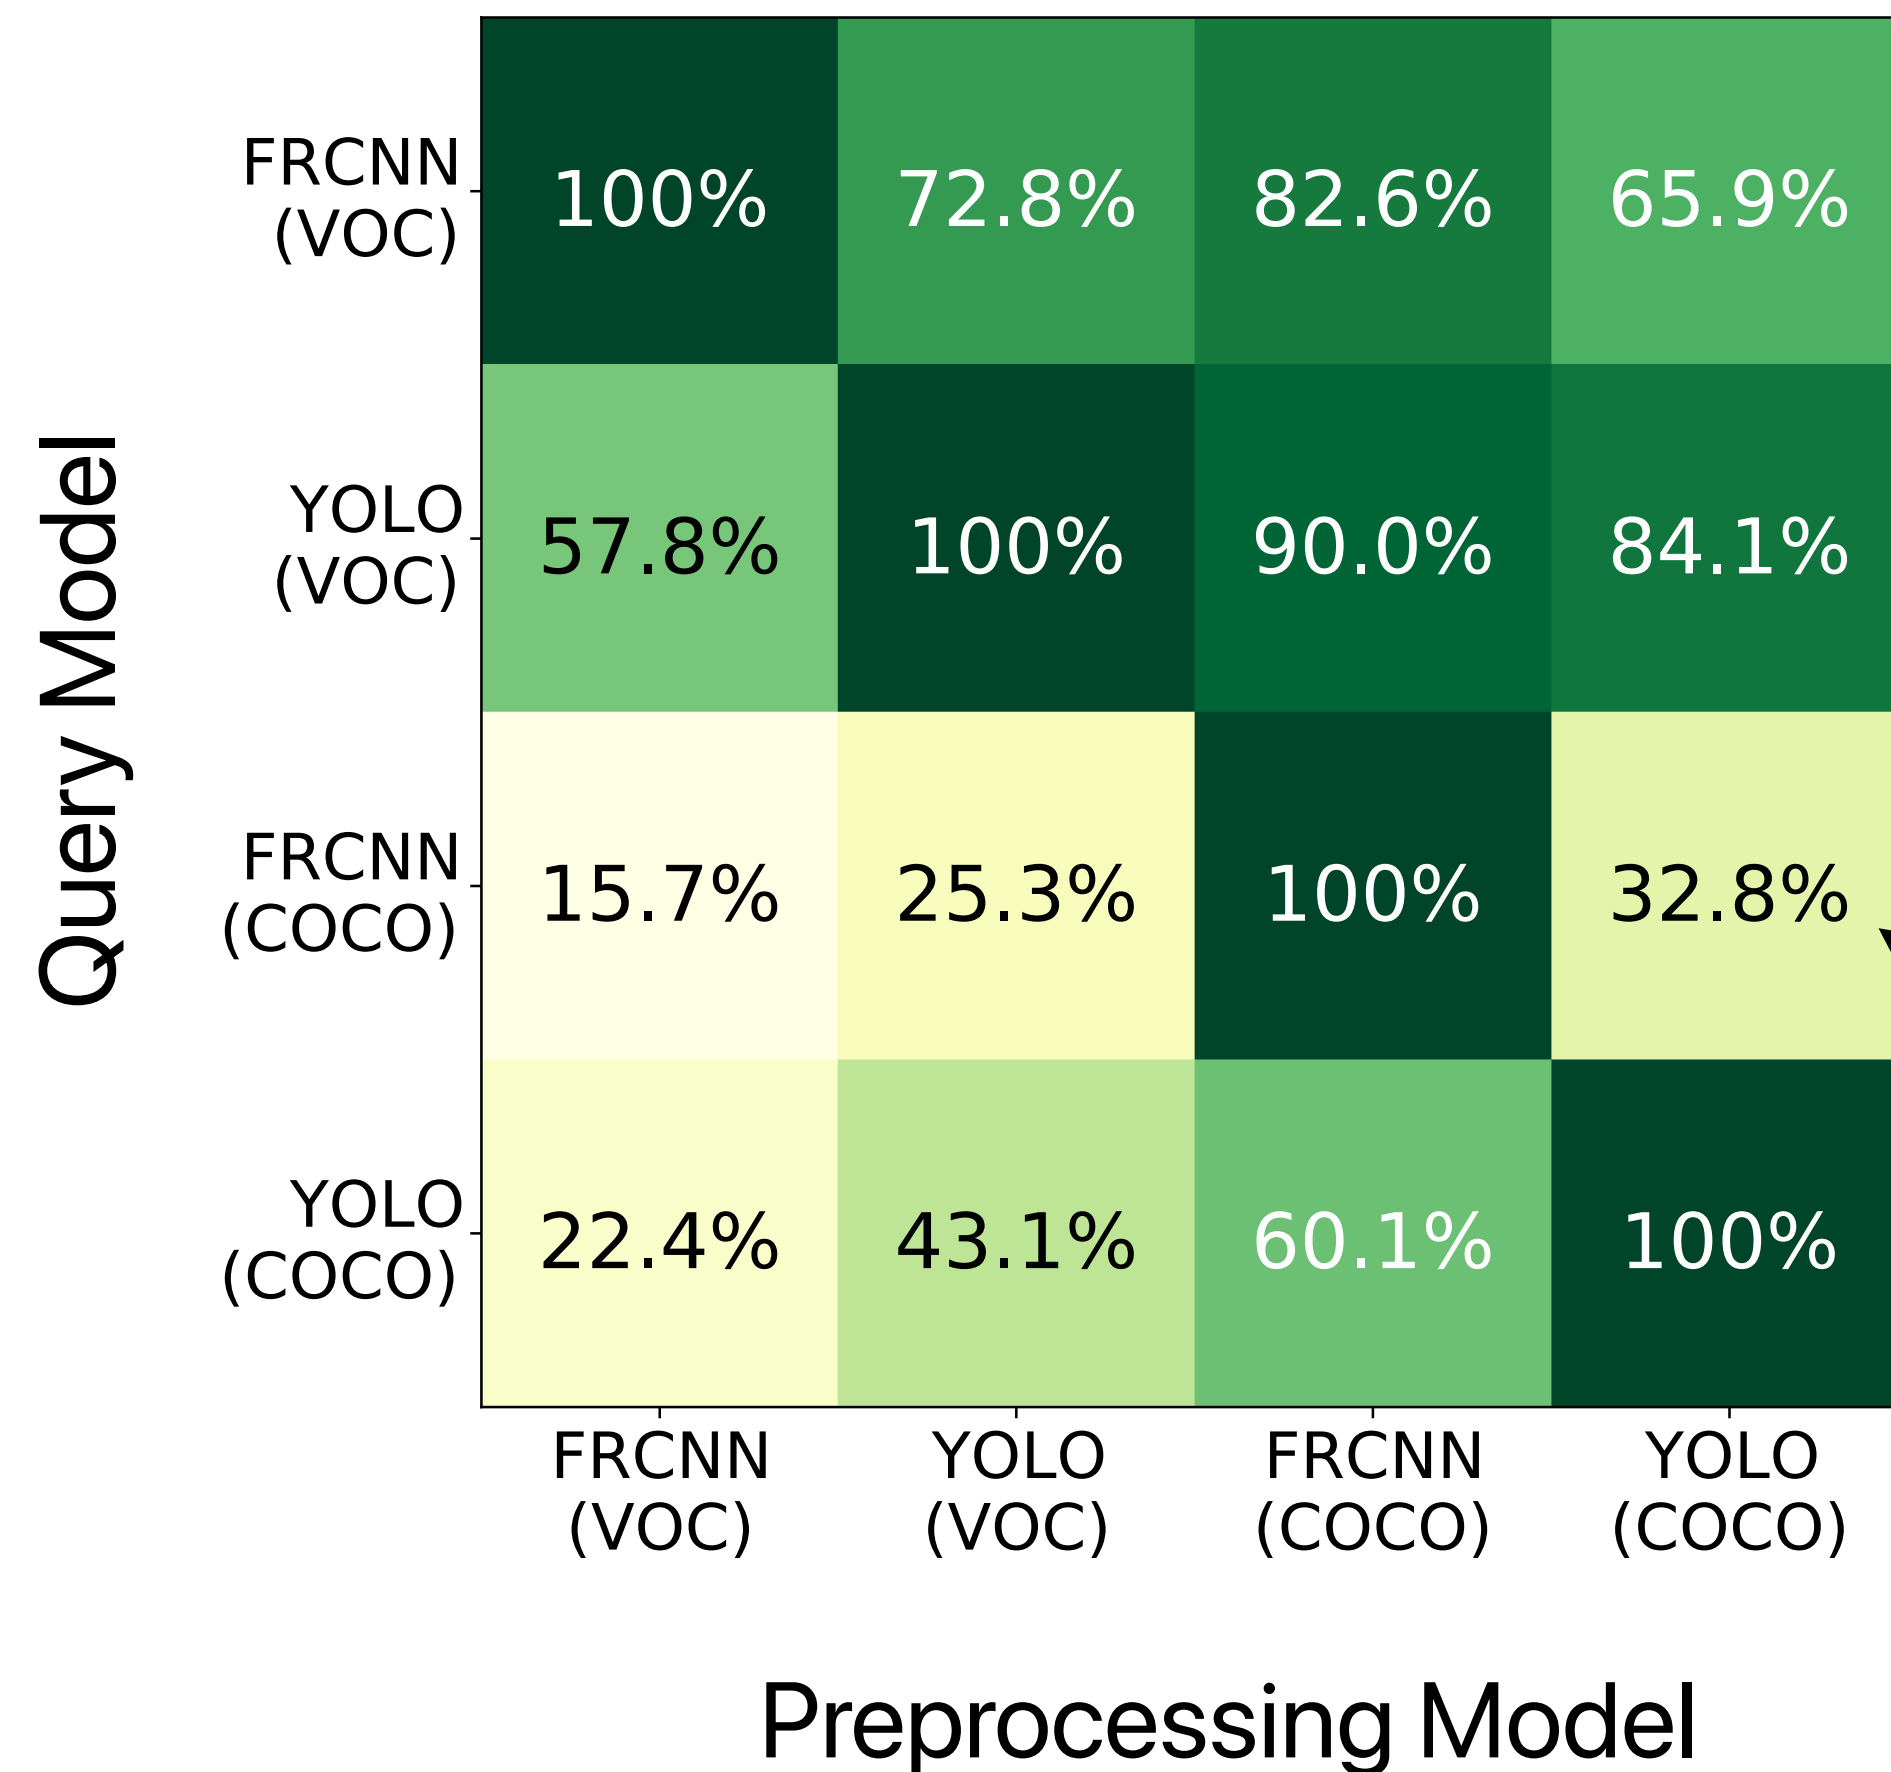 Query Model
FRCNN
(VOC)
100% 72.8% 82.6% 65.9%
YOLO
(VOC)
57.8% 100% 90.0% 84.1%
FRCNN
(COCO)
15.7% 25.3% 100% 32.8%
YOLO
(COCO)
22.4% 43.1% 60.1% 100%
FRCNN YOLO FRCNN YOLO
(VOC) (VOC) (COCO) (COCO)
Preprocessing Model